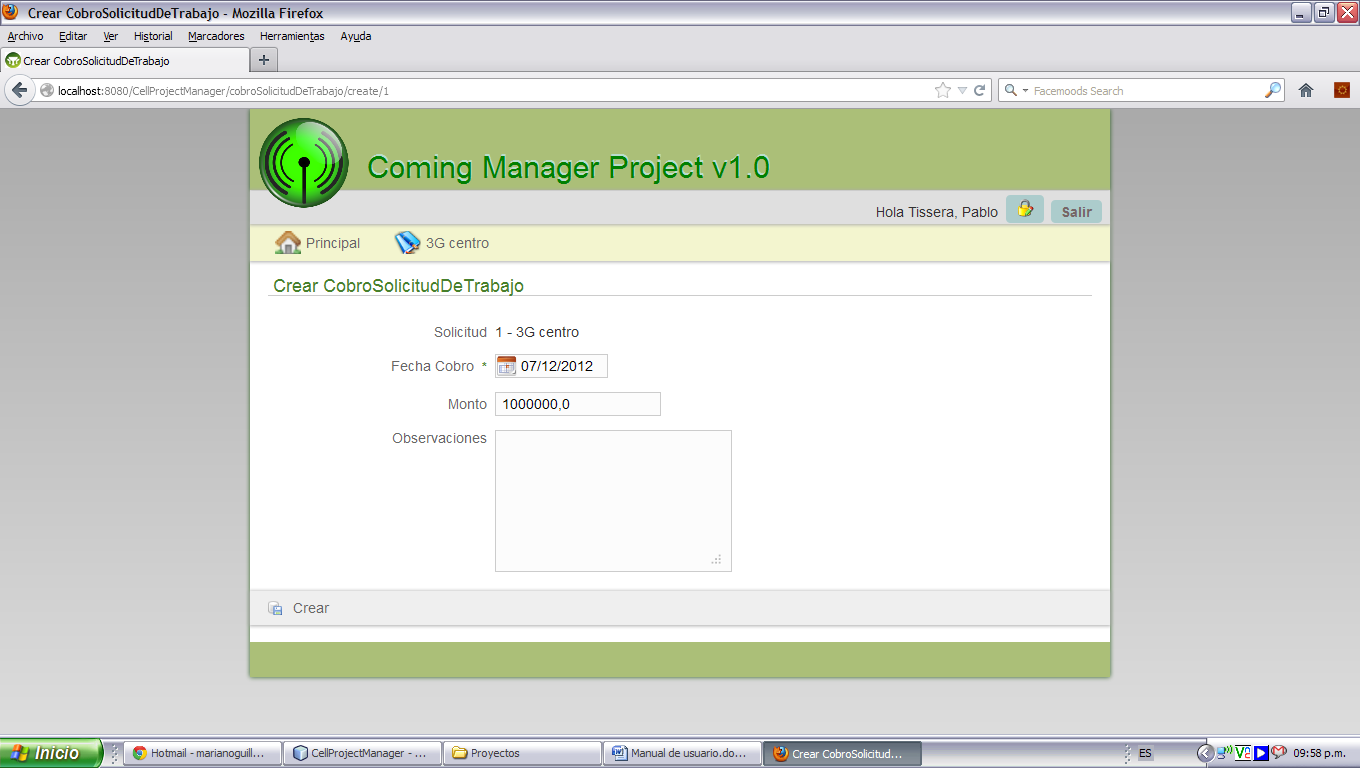 Crear CobroSolicitudDeTrabajo - Mozilla Firefox
Archivo Editar Ver Historial Marcadores Herramientas Ayuda
Crear CobroSolicitudDeTrabajo
localhost:8080/CellProjectManager/cobroSolicitudDeTrabajo/create/1
Facemoods Search
Coming Manager Project v1.0
Hola Tissera, Pablo Salir
Principal 3G centro
Crear CobroSolicitudDeTrabajo
Solicitud 1 - 3G centro
Fecha Cobro * 07/12/2012
Monto 1000000,0
Observaciones
Crear
Inicio Hotmail - marianoguill... CellProjectManager - ... Proyectos Manual de usuario.do... Crear CobroSolicitud... ES 09:58 p.m.